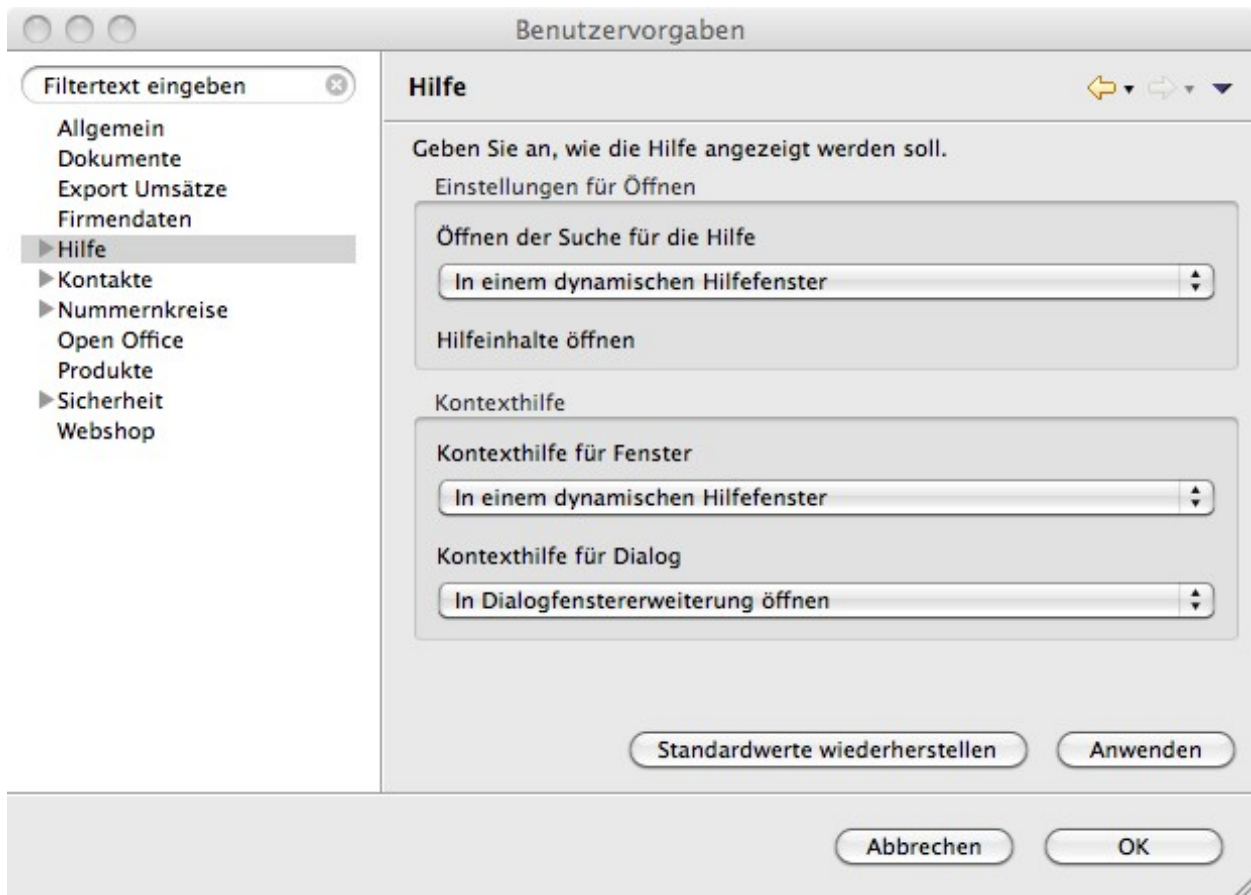 Benutzervorgaben
Filtertext eingeben
Allgemein
Dokumente
Export Umsätze
Firmendaten
Hilfe
Kontakte
Nummernkreise
Open Office
Produkte
Sicherheit
Webshop
Hilfe
Geben Sie an, wie die Hilfe angezeigt werden soll.
Einstellungen für Öffnen
Öffnen der Suche für die Hilfe
In einem dynamischen Hilfefenster
Hilfeinhalte öffnen
Kontexthilfe
Kontexthilfe für Fenster
In einem dynamischen Hilfefenster
Kontexthilfe für Dialog
In Dialogfenstererweiterung öffnen
Standardwerte wiederherstellen
Anwenden
Abbrechen
OK